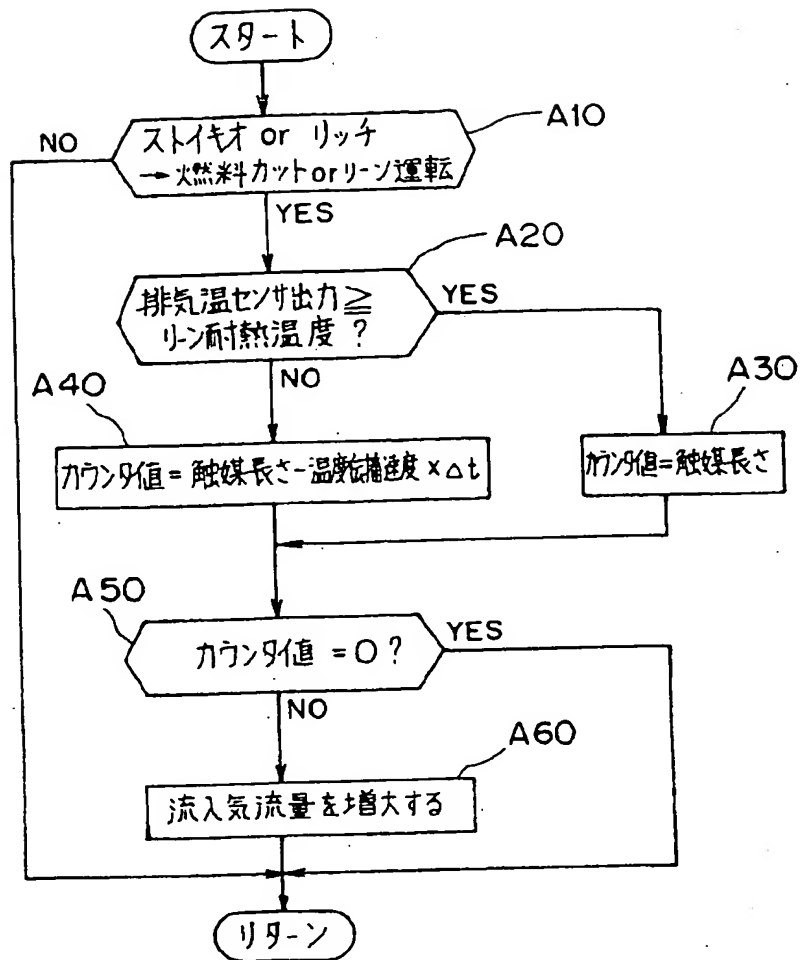 スタート
A10
NO
ストイキオ or リッチ
→燃料カットorリーン運転
YES
A20
排気温センサ出力≧
リーン耐熱温度？
YES
NO
A40
A30
カウンタ値＝触媒長さ−温度伝播速度×Δt
カウンタ値＝触媒長さ
A50
カウンタ値＝0？
YES
NO
A60
流入気流量を増大する
リターン